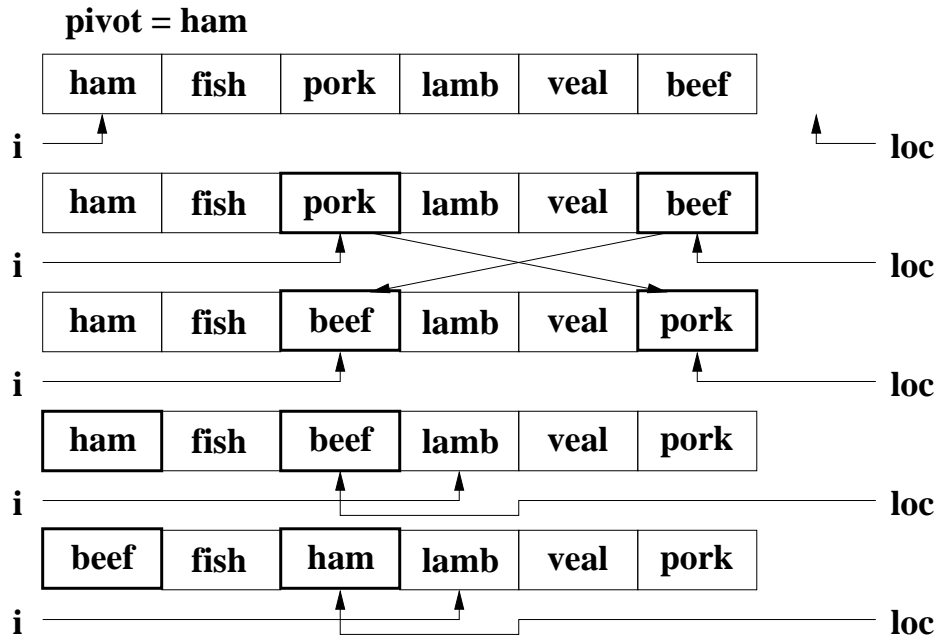 pivot = ham
ham fish pork lamb veal beef
i loc
ham fish pork lamb veal beef
i loc
ham fish beef lamb veal pork
i loc
ham fish beef lamb veal pork
i loc
beef fish ham lamb veal pork
i loc